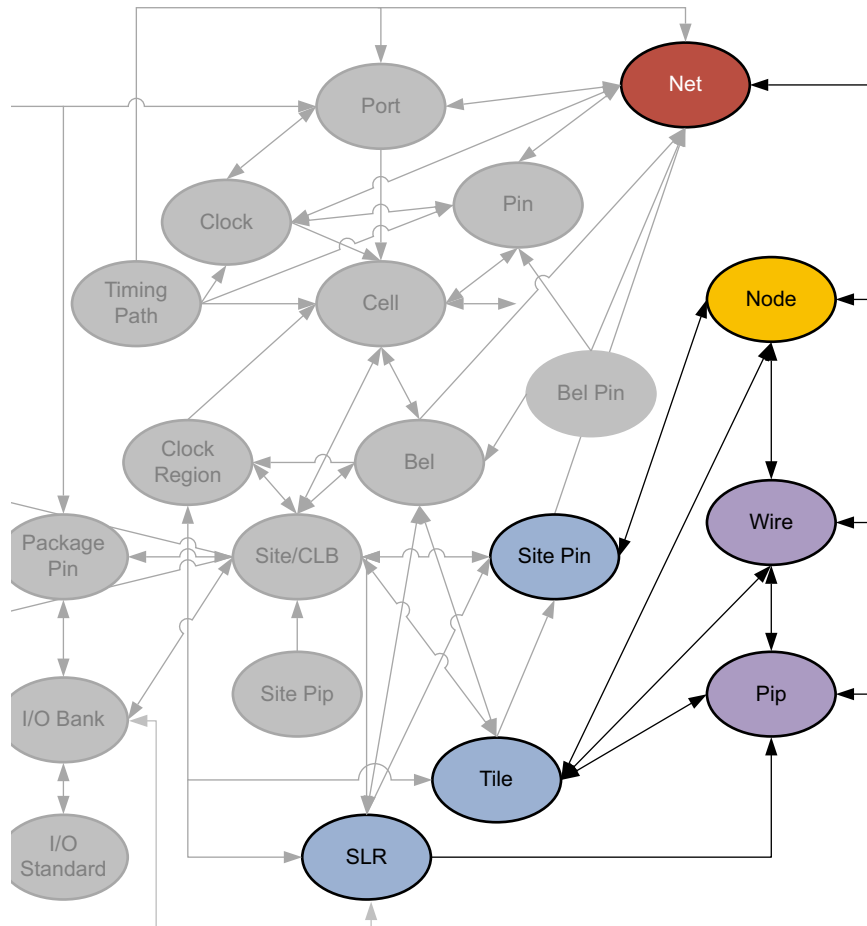 Net
Port
Pin
Clock
Timing
Path
Cell
Node
Bel Pin
Clock
Region
Bel
Wire
Package
Pin
Site/CLB
Site Pin
Site Pip
Pip
I/O Bank
Tile
I/O
Standard
SLR